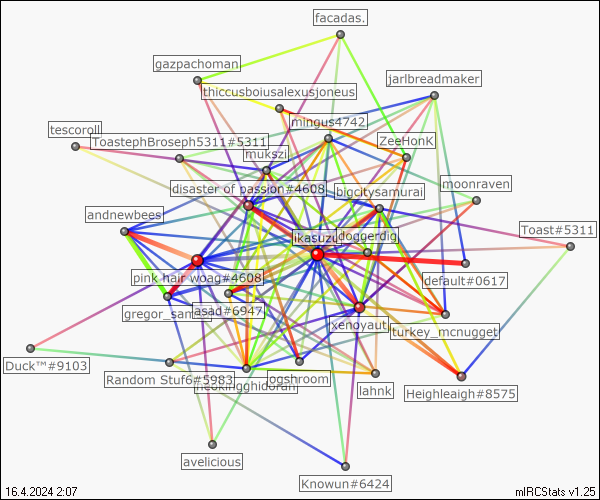 facadas.
gazpachoman
jarlbreadmaker
thiccusboiusalexusjoneus
mingus4742
tescoroll
ToastephBroseph5311#5311
ZeeHonK
mukszi
disaster of passion#4608
bigcitysamurai
moonraven
andnewbees
Toast#5311
ikasuzu
doggerdig
pink hair woag#4608
default#0617
gregor_sam
asad#6947
xenoyaut
turkey_mcnugget
Duck™#9103
Random Stuf6#5983
neokingghidorah
ogshroom
lahnk
Heighleaigh#8575
avelicious
Knowun#6424
16.4.2024 2:07
mIRCStats v1.25